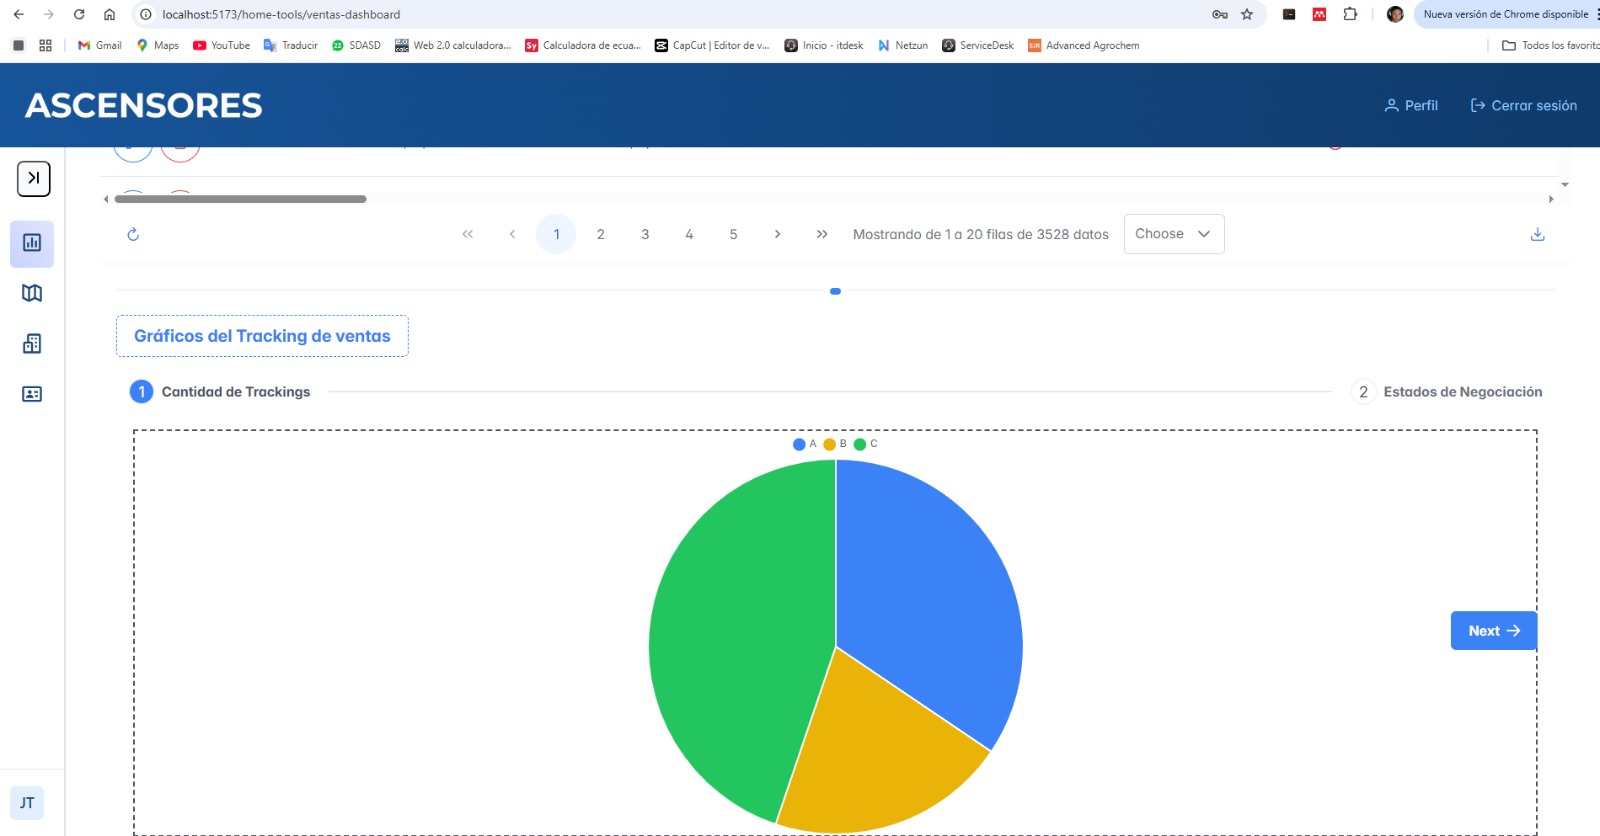 localhost:5173/home-tools/ventas-dashboard
Nueva versión de Chrome disponible
Gmail Maps YouTube Traducir SDASD Web 2.0 calculadora... Calculadora de ecua... CapCut | Editor de v... Inicio - itdesk Netzun ServiceDesk Advanced Agrochem
Todos los favorito
ASCENSORES
Perfil Cerrar sesión
1 2 3 4 5 Mostrando de 1 a 20 filas de 3528 datos Choose
Gráficos del Tracking de ventas
1 Cantidad de Trackings 2 Estados de Negociación
A B C
Next
JT